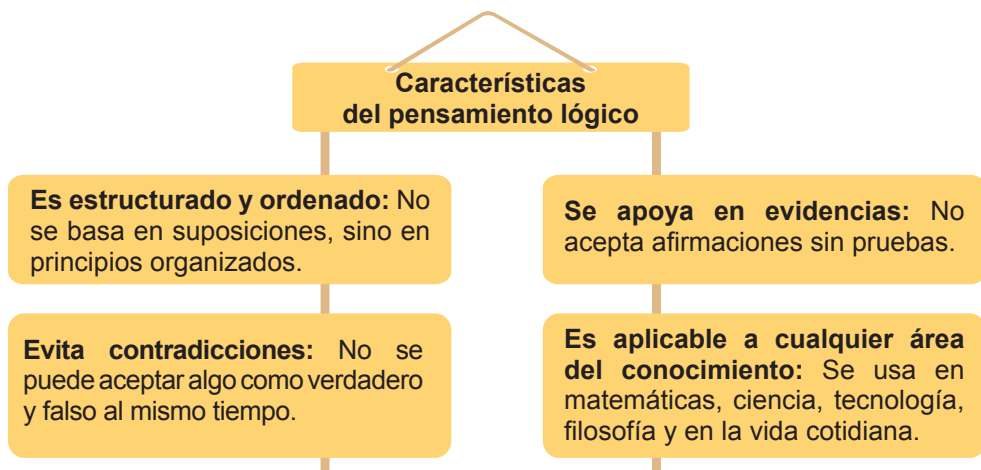 Características
del pensamiento lógico
Es estructurado y ordenado: No
se basa en suposiciones, sino en
principios organizados.
Se apoya en evidencias: No
acepta afirmaciones sin pruebas.
Evita contradicciones: No se
puede aceptar algo como verdadero
y falso al mismo tiempo.
Es aplicable a cualquier área
del conocimiento: Se usa en
matemáticas, ciencia, tecnología,
filosofía y en la vida cotidiana.